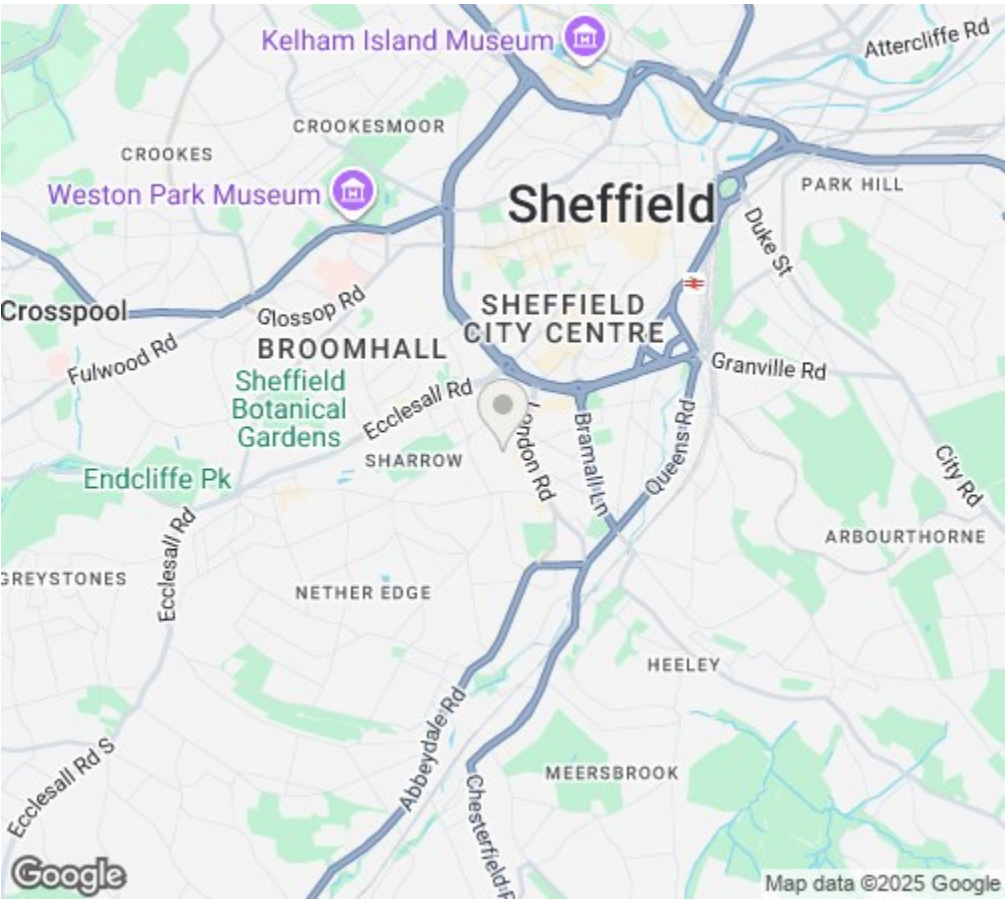 Kelham Island Museum
Attercliffe Rd
CROOKESMOOR
CROOKES
Weston Park Museum
Sheffield
PARK HILL
Duke St
Crosspool
Glossop Rd
SHEFFIELD
CITY CENTRE
Fulwood Rd
BROOMHALL
Granville Rd
Sheffield
Botanical
Gardens
Ecclesall Rd
London Rd
Bramall Ln
Queens Rd
SHARROW
Endcliffe Pk
City Rd
Ecclesall Rd
ARBOURTHORNE
GREYSTONES
NETHER EDGE
HEELEY
Abbeydale Rd
MEERSBROOK
Ecclesall Rd S
Chesterfield R
Google
Map data ©2025 Google